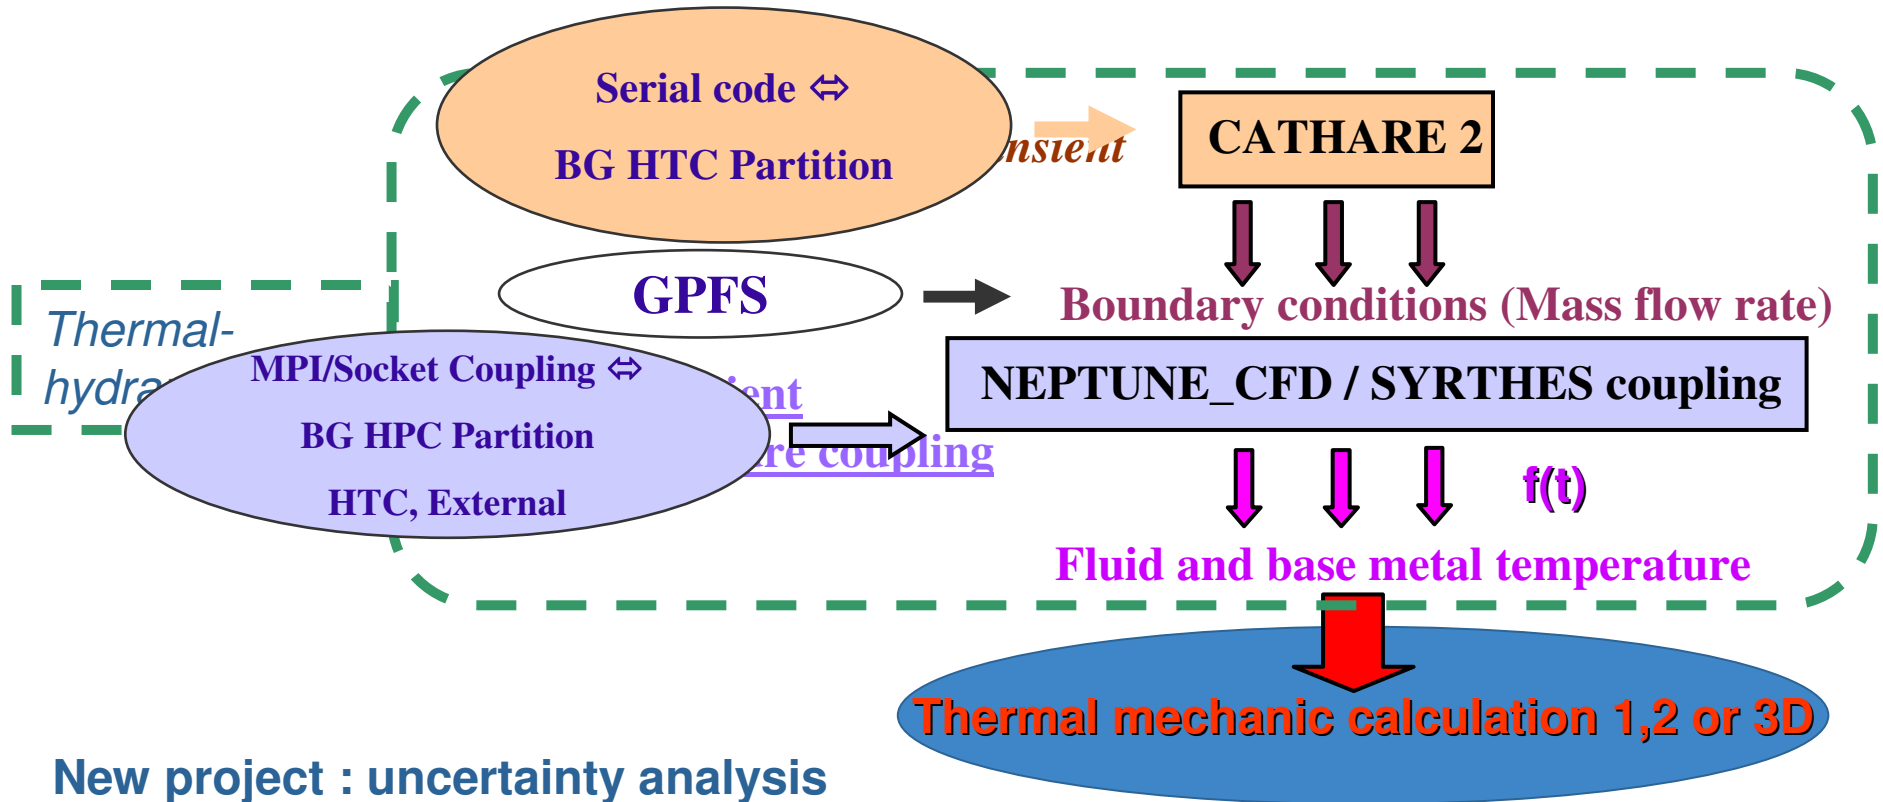 Serial code ⇔
BG HTC Partition
CATHARE 2
GPFS
Boundary conditions (Mass flow rate)
Thermal-
MPI/Socket Coupling ⇔
BG HPC Partition
HTC, External
NEPTUNE_CFD / SYRTHES coupling
coupling
f(t)
Fluid and base metal temperature
Thermal mechanic calculation 1,2 or 3D
New project : uncertainty analysis